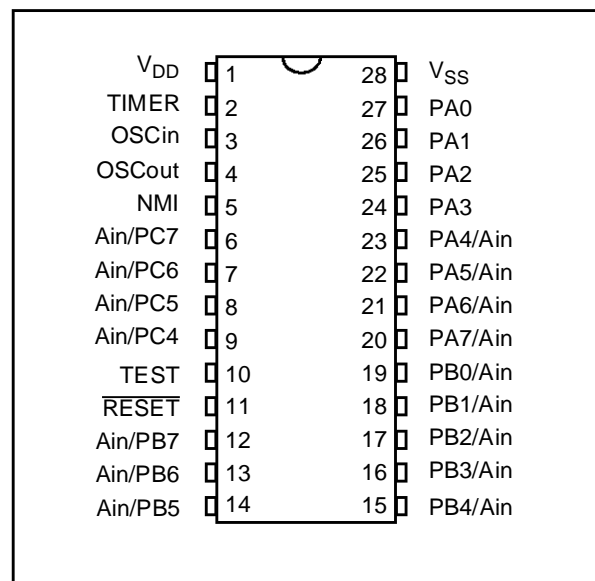 VDD 1 28 VSS
TIMER 2 27 PA0
OSCin 3 26 PA1
OSCout 4 25 PA2
NMI 5 24 PA3
Ain/PC7 6 23 PA4/Ain
Ain/PC6 7 22 PA5/Ain
Ain/PC5 8 21 PA6/Ain
Ain/PC4 9 20 PA7/Ain
TEST 10 19 PB0/Ain
RESET 11 18 PB1/Ain
Ain/PB7 12 17 PB2/Ain
Ain/PB6 13 16 PB3/Ain
Ain/PB5 14 15 PB4/Ain